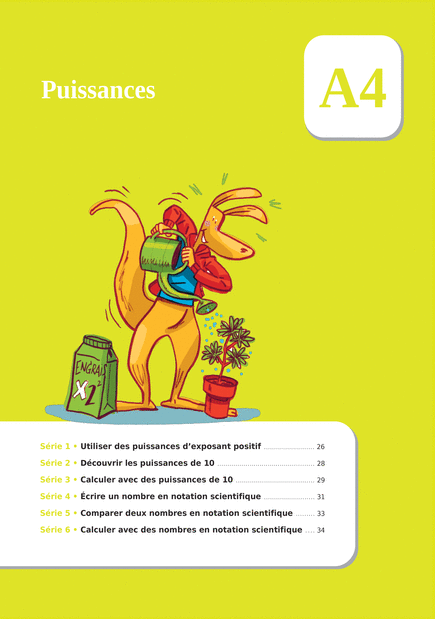 Puissances
A4
ENGRAIS
X2²
Série 1 • Utiliser des puissances d’exposant positif ........................ 26
Série 2 • Découvrir les puissances de 10 ............................................. 28
Série 3 • Calculer avec des puissances de 10 ..................................... 29
Série 4 • Écrire un nombre en notation scientifique ........................ 31
Série 5 • Comparer deux nombres en notation scientifique ......... 33
Série 6 • Calculer avec des nombres en notation scientifique .... 34